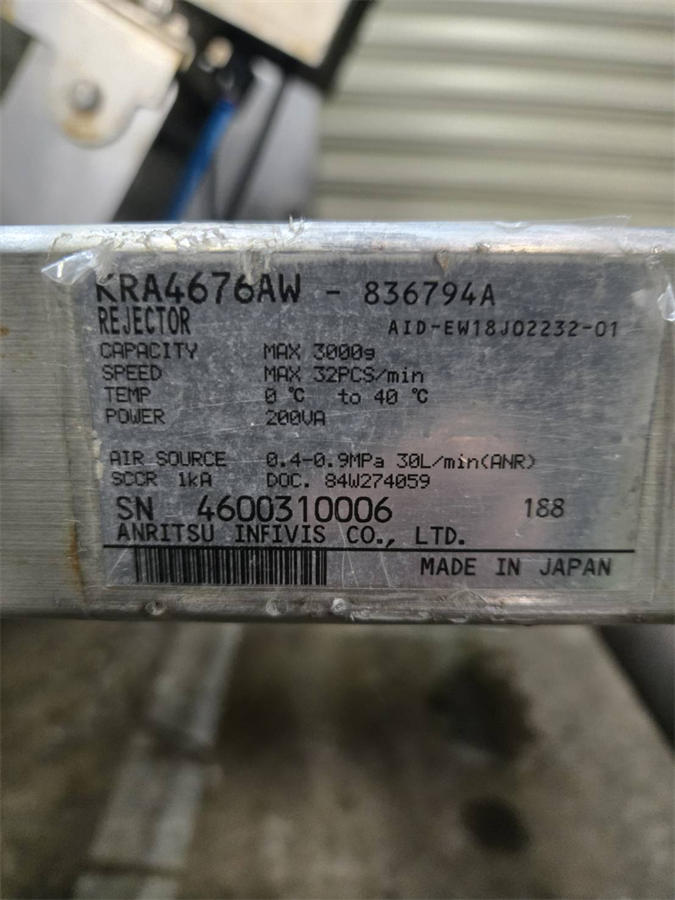 KRA4676AW - 836794A
REJECTOR AID-EW18J02232-01
CAPACITY MAX 3000g
SPEED MAX 32PCS/min
TEMP 0 ℃ to 40 ℃
POWER 200VA
AIR SOURCE 0.4-0.9MPa 30L/min(ANR)
SCCR 1kA DOC. 84W274059
SN 4600310006 188
ANRITSU INFIVIS CO., LTD.
MADE IN JAPAN